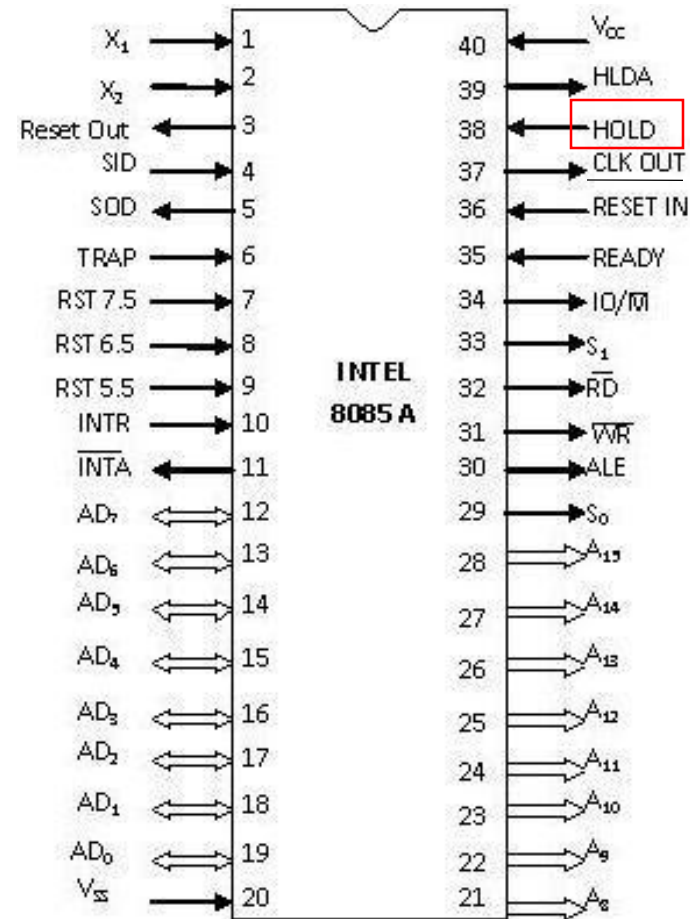 X₁ 1 40 Vcc
X₂ 2 39 HLDA
Reset Out 3 38 HOLD
SID 4 37 CLK OUT
SOD 5 36 RESET IN
TRAP 6 35 READY
RST 7.5 7 34 IO/M̅
RST 6.5 8 33 S₁
RST 5.5 9 32 R̅D̅
INTR 10 31 W̅R̅
I̅N̅T̅A̅ 11 30 ALE
AD₇ 12 29 S₀
AD₆ 13 28 A₁₅
AD₅ 14 27 A₁₄
AD₄ 15 26 A₁₃
AD₃ 16 25 A₁₂
AD₂ 17 24 A₁₁
AD₁ 18 23 A₁₀
AD₀ 19 22 A₉
Vss 20 21 A₈
INTEL
8085 A